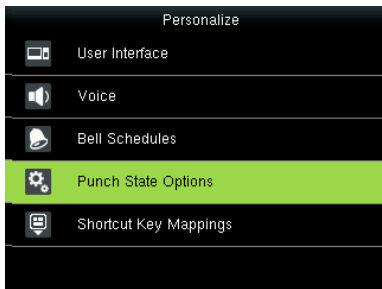 Personalize
User Interface
Voice
Bell Schedules
Punch State Options
Shortcut Key Mappings